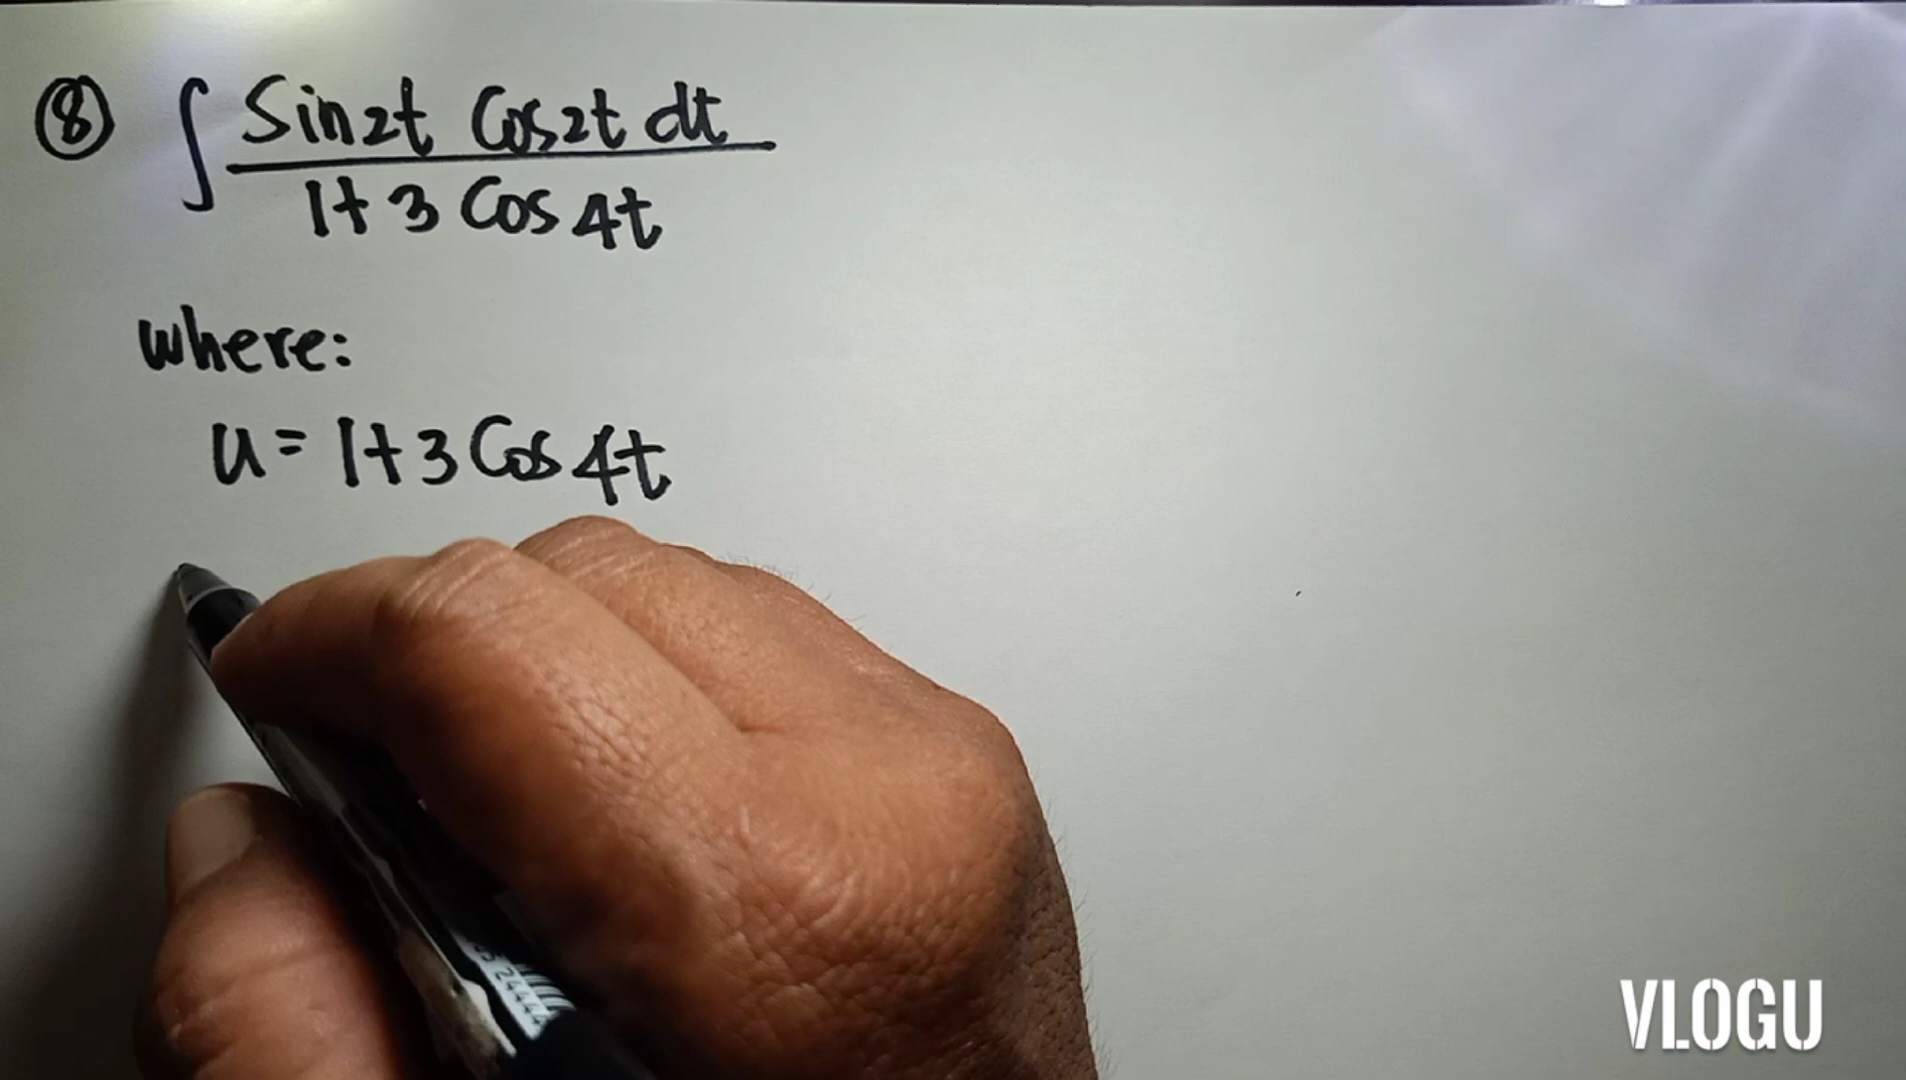 ⑧ ∫ Sin2t Cos2t dt
1+3 Cos 4t
where:
u = 1+3 Cos 4t
VLOGU